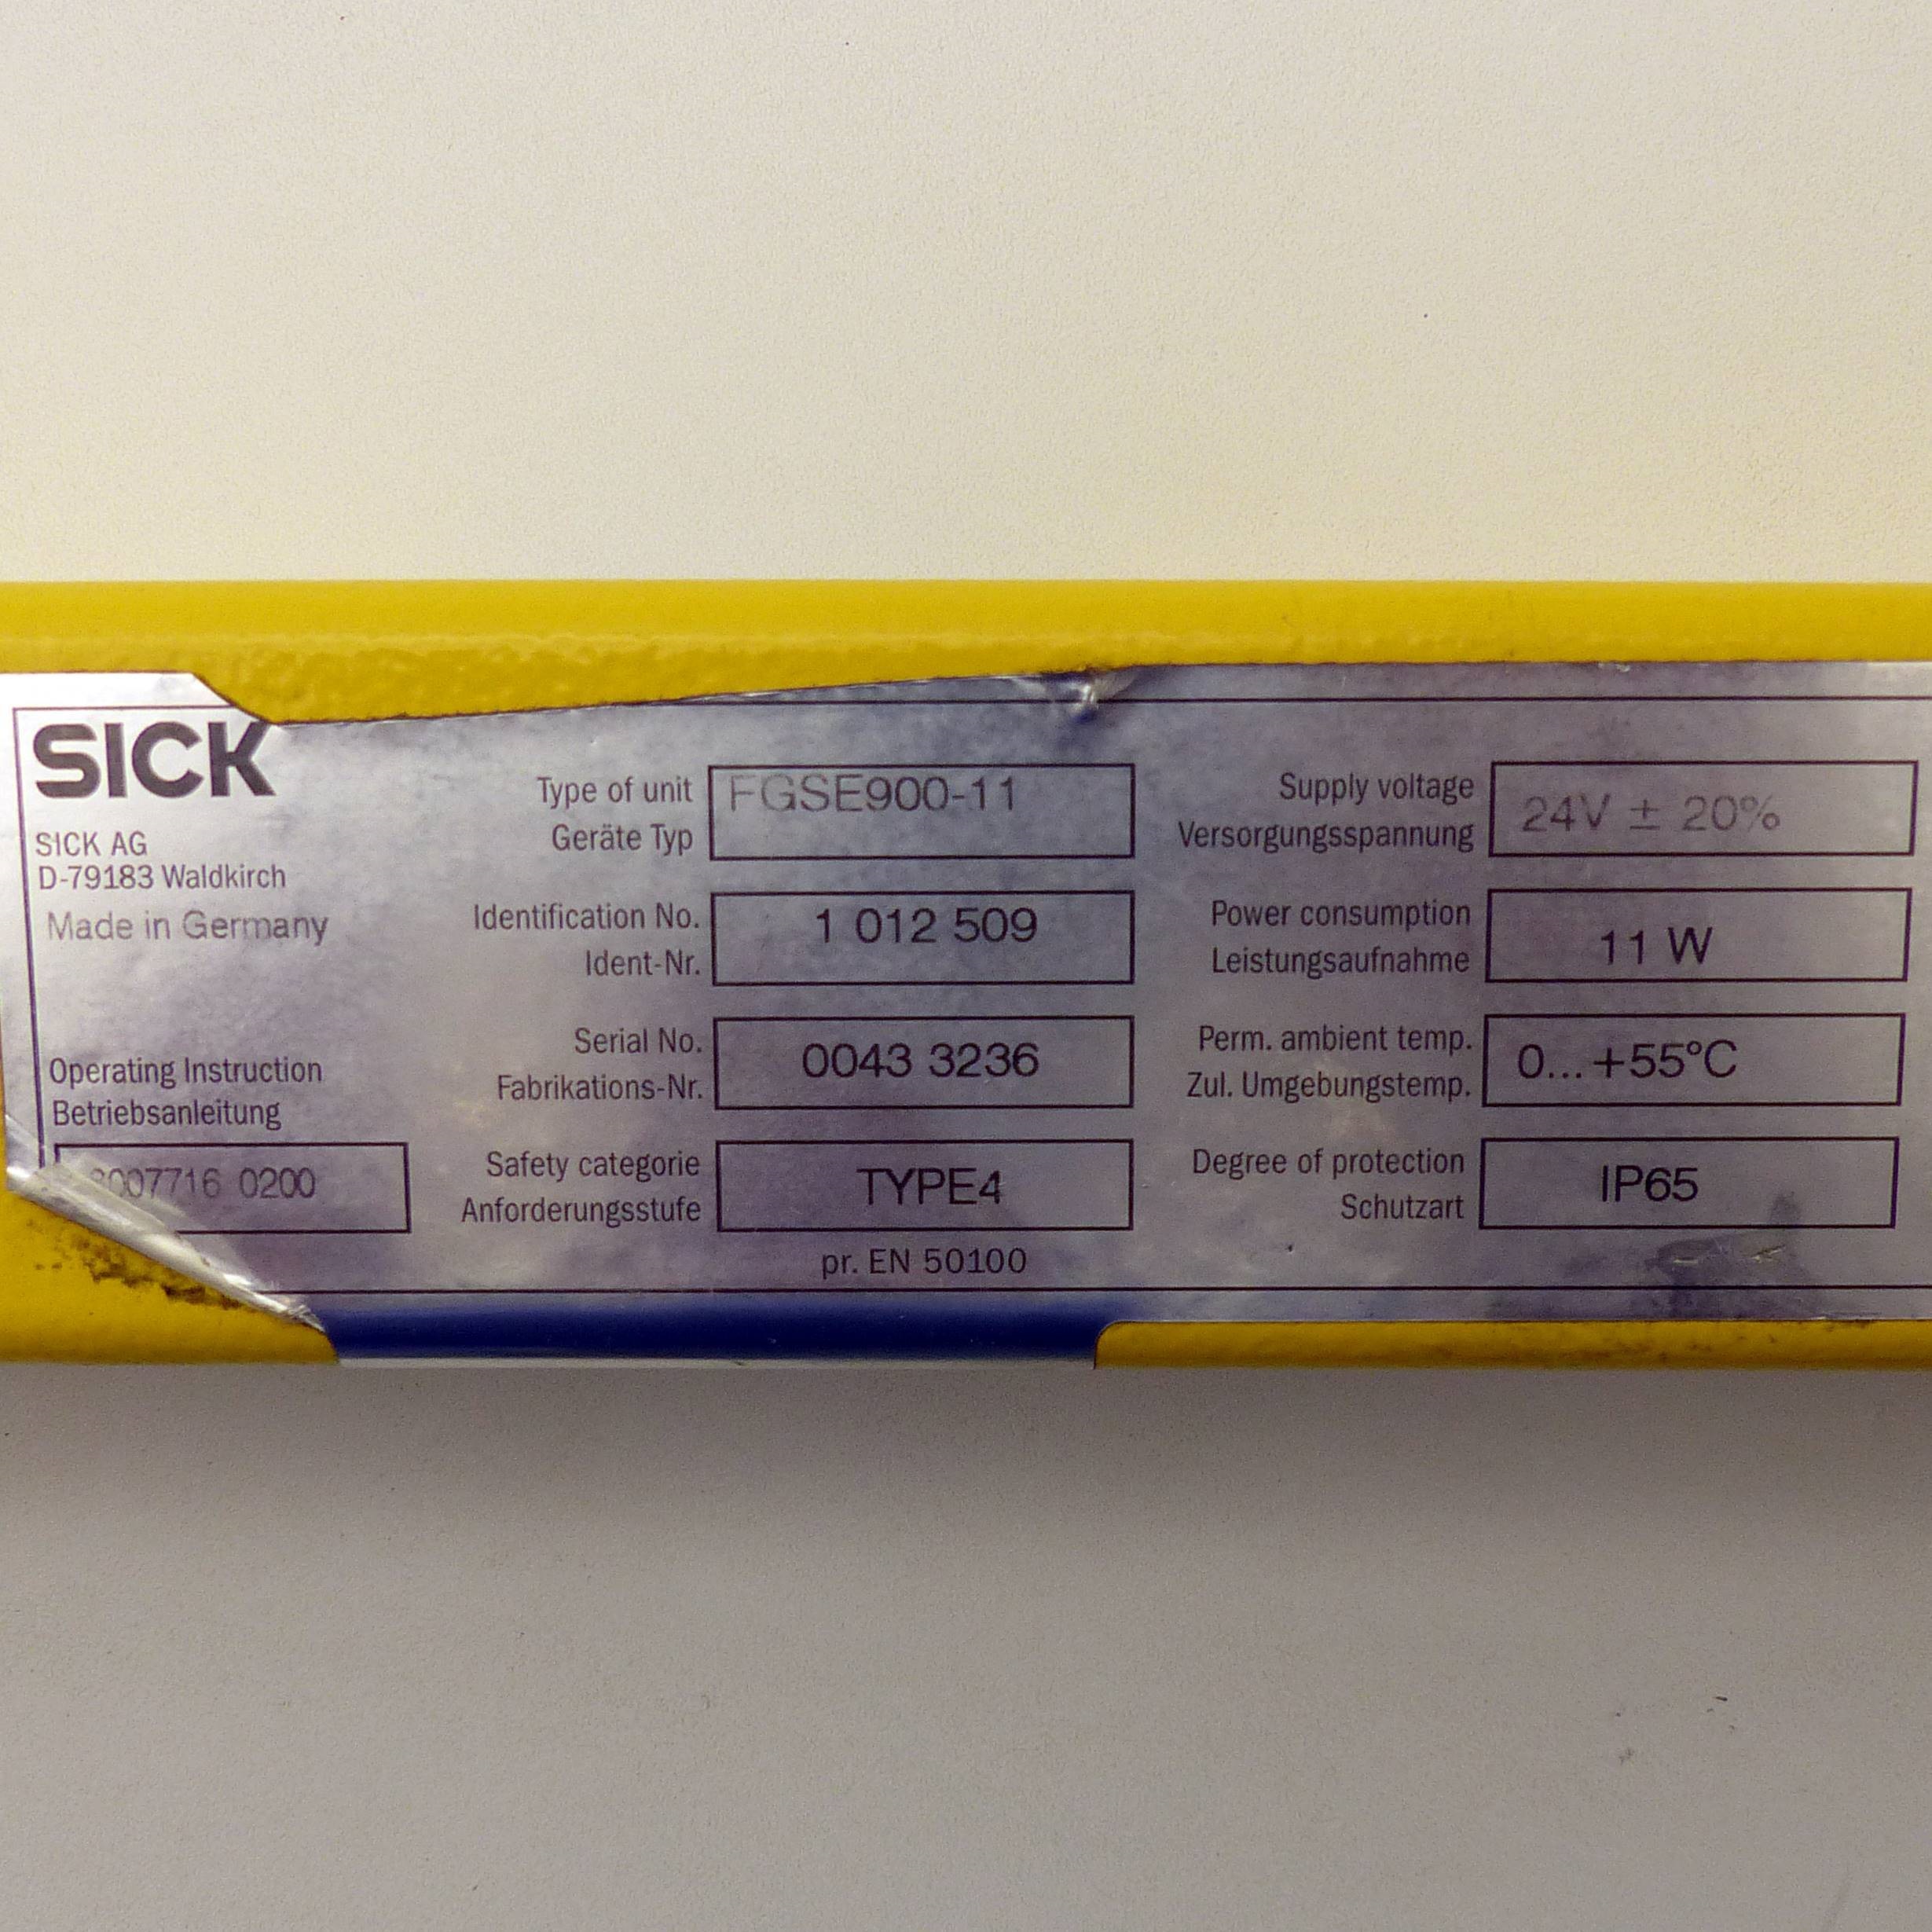 SICK
SICK AG
D-79183 Waldkirch
Made in Germany
Operating Instruction
Betriebsanleitung
0200
Type of unit
Geräte Typ
FGSE900-11
Identification No.
Ident-Nr.
1 012 509
Serial No.
Fabrikations-Nr.
0043 3236
Safety categorie
Anforderungsstufe
TYPE4
pr. EN 50100
Supply voltage
Versorgungsspannung
24V ± 20%
Power consumption
Leistungsaufnahme
11 W
Perm. ambient temp.
Zul. Umgebungstemp.
0...+55°C
Degree of protection
Schutzart
IP65